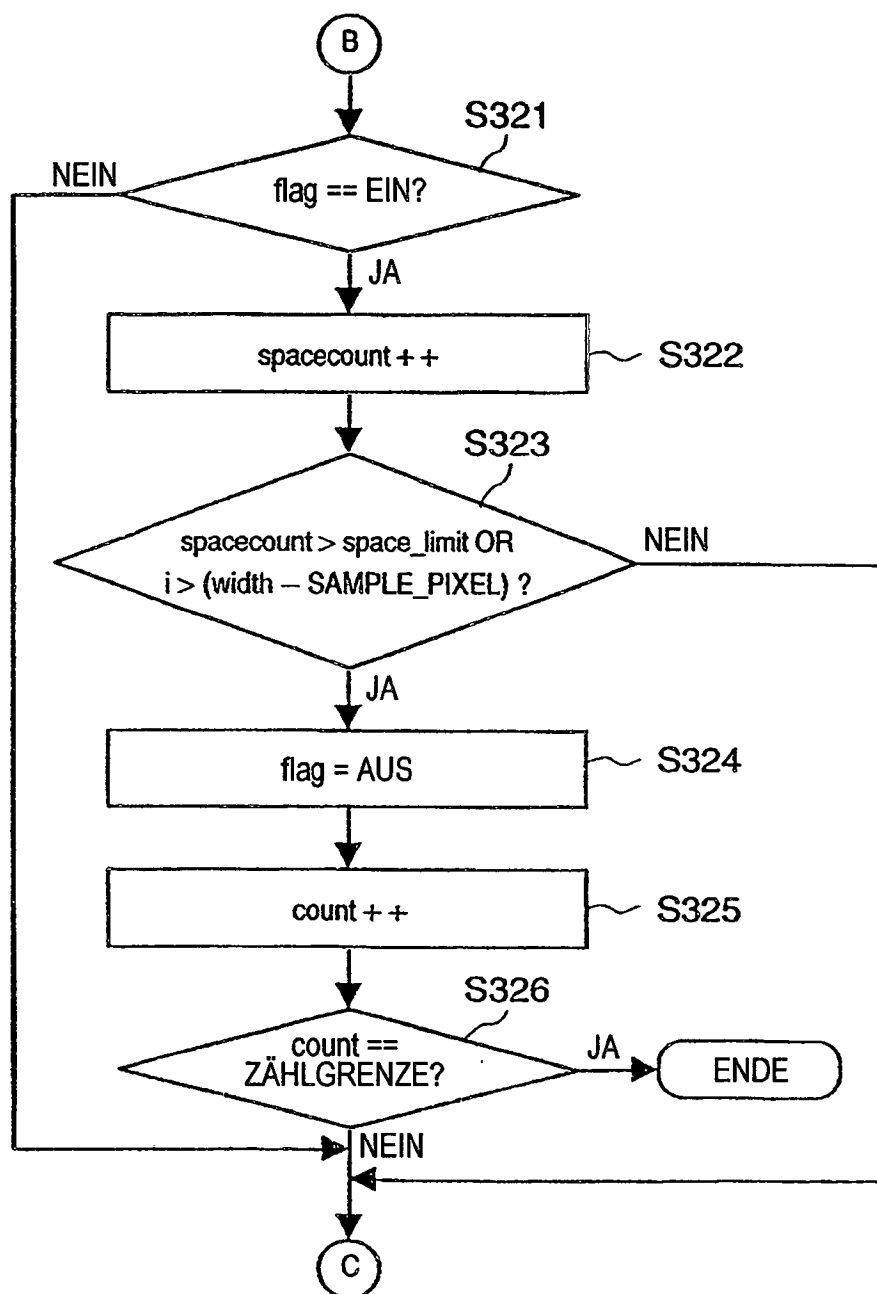 B
S321
NEIN
flag == EIN?
JA
spacecount ++
S322
S323
spacecount > space_limit OR
i > (width – SAMPLE_PIXEL) ?
NEIN
JA
flag = AUS
S324
count ++
S325
S326
count ==
ZÄHLGRENZE?
JA
ENDE
NEIN
C